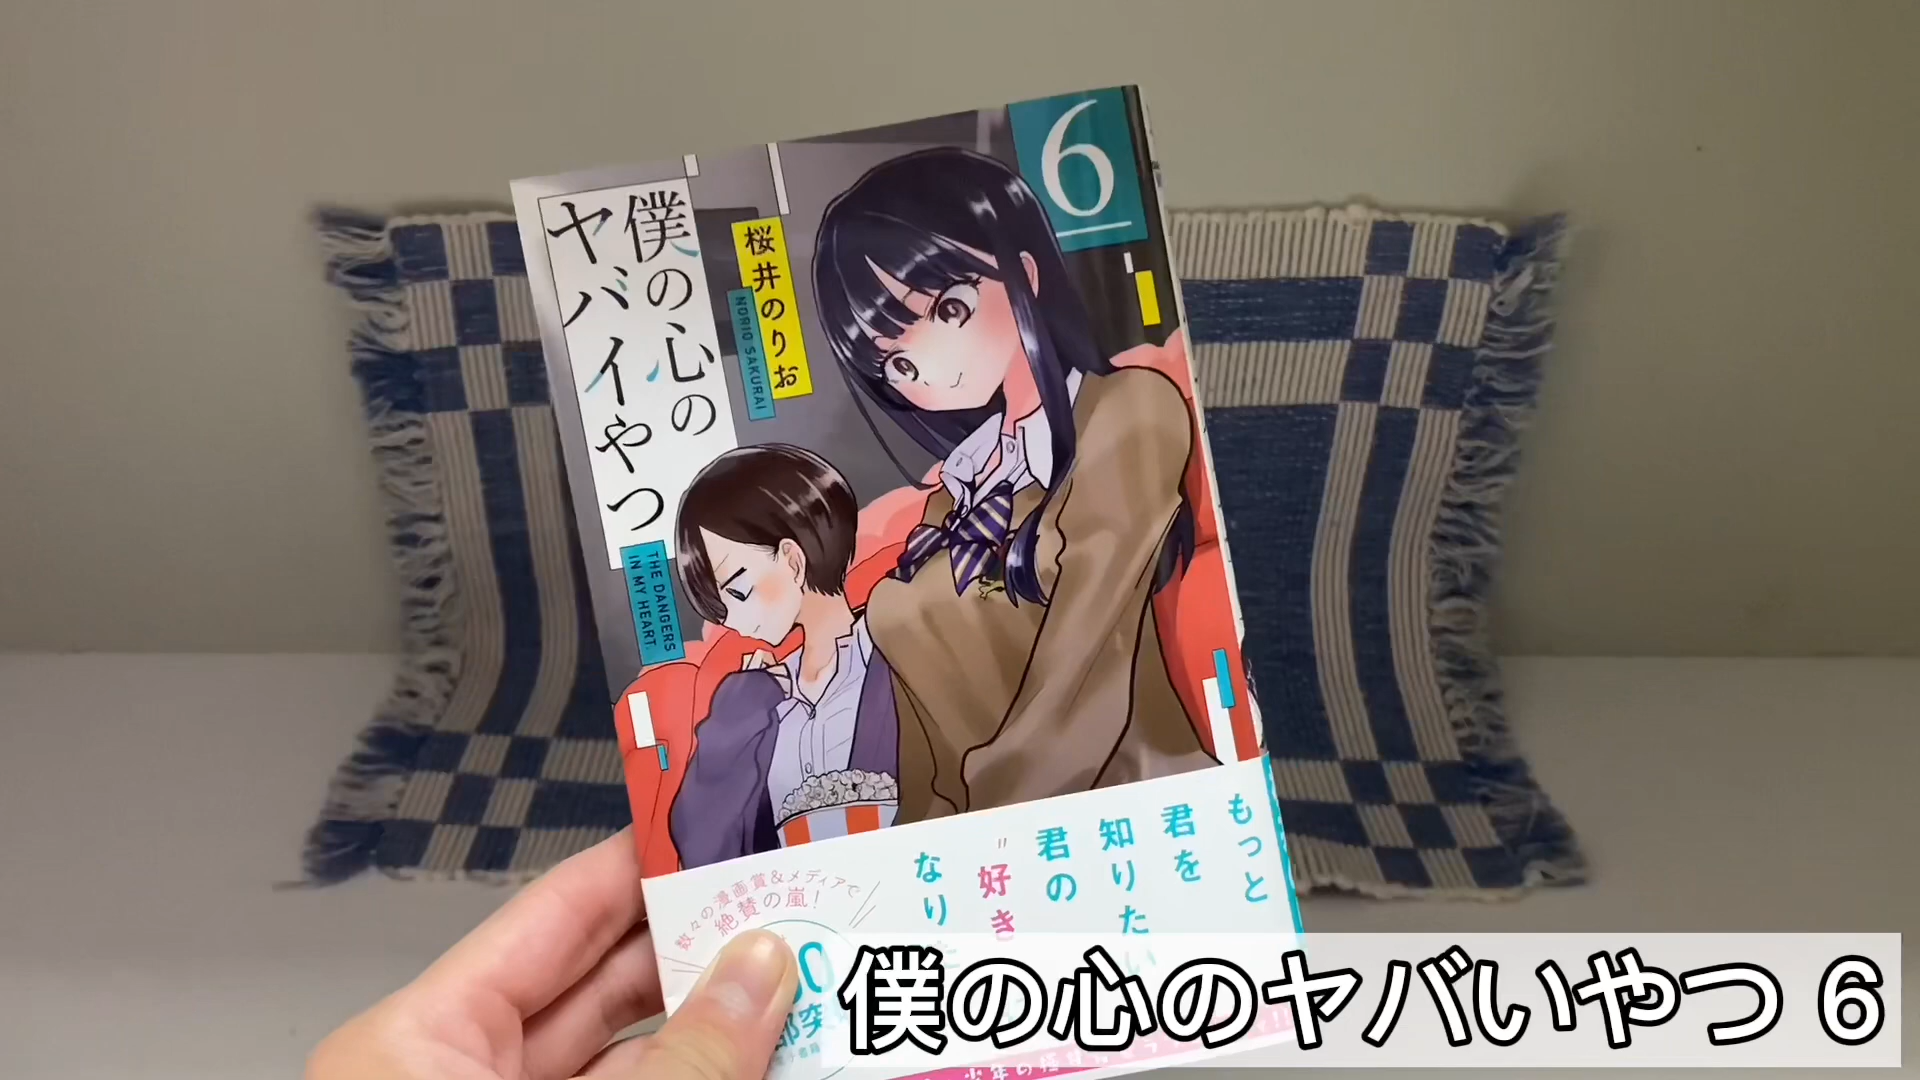 6
僕の心の
ヤバイやつ
THE DANGERS
IN MY HEART.
桜井のりお
NORIO SAKURAI
もっと
君を
知りたい
君の
"好き
なり
数々の漫画賞&メディアで
絶賛の嵐!
僕の心のヤバいやつ 6